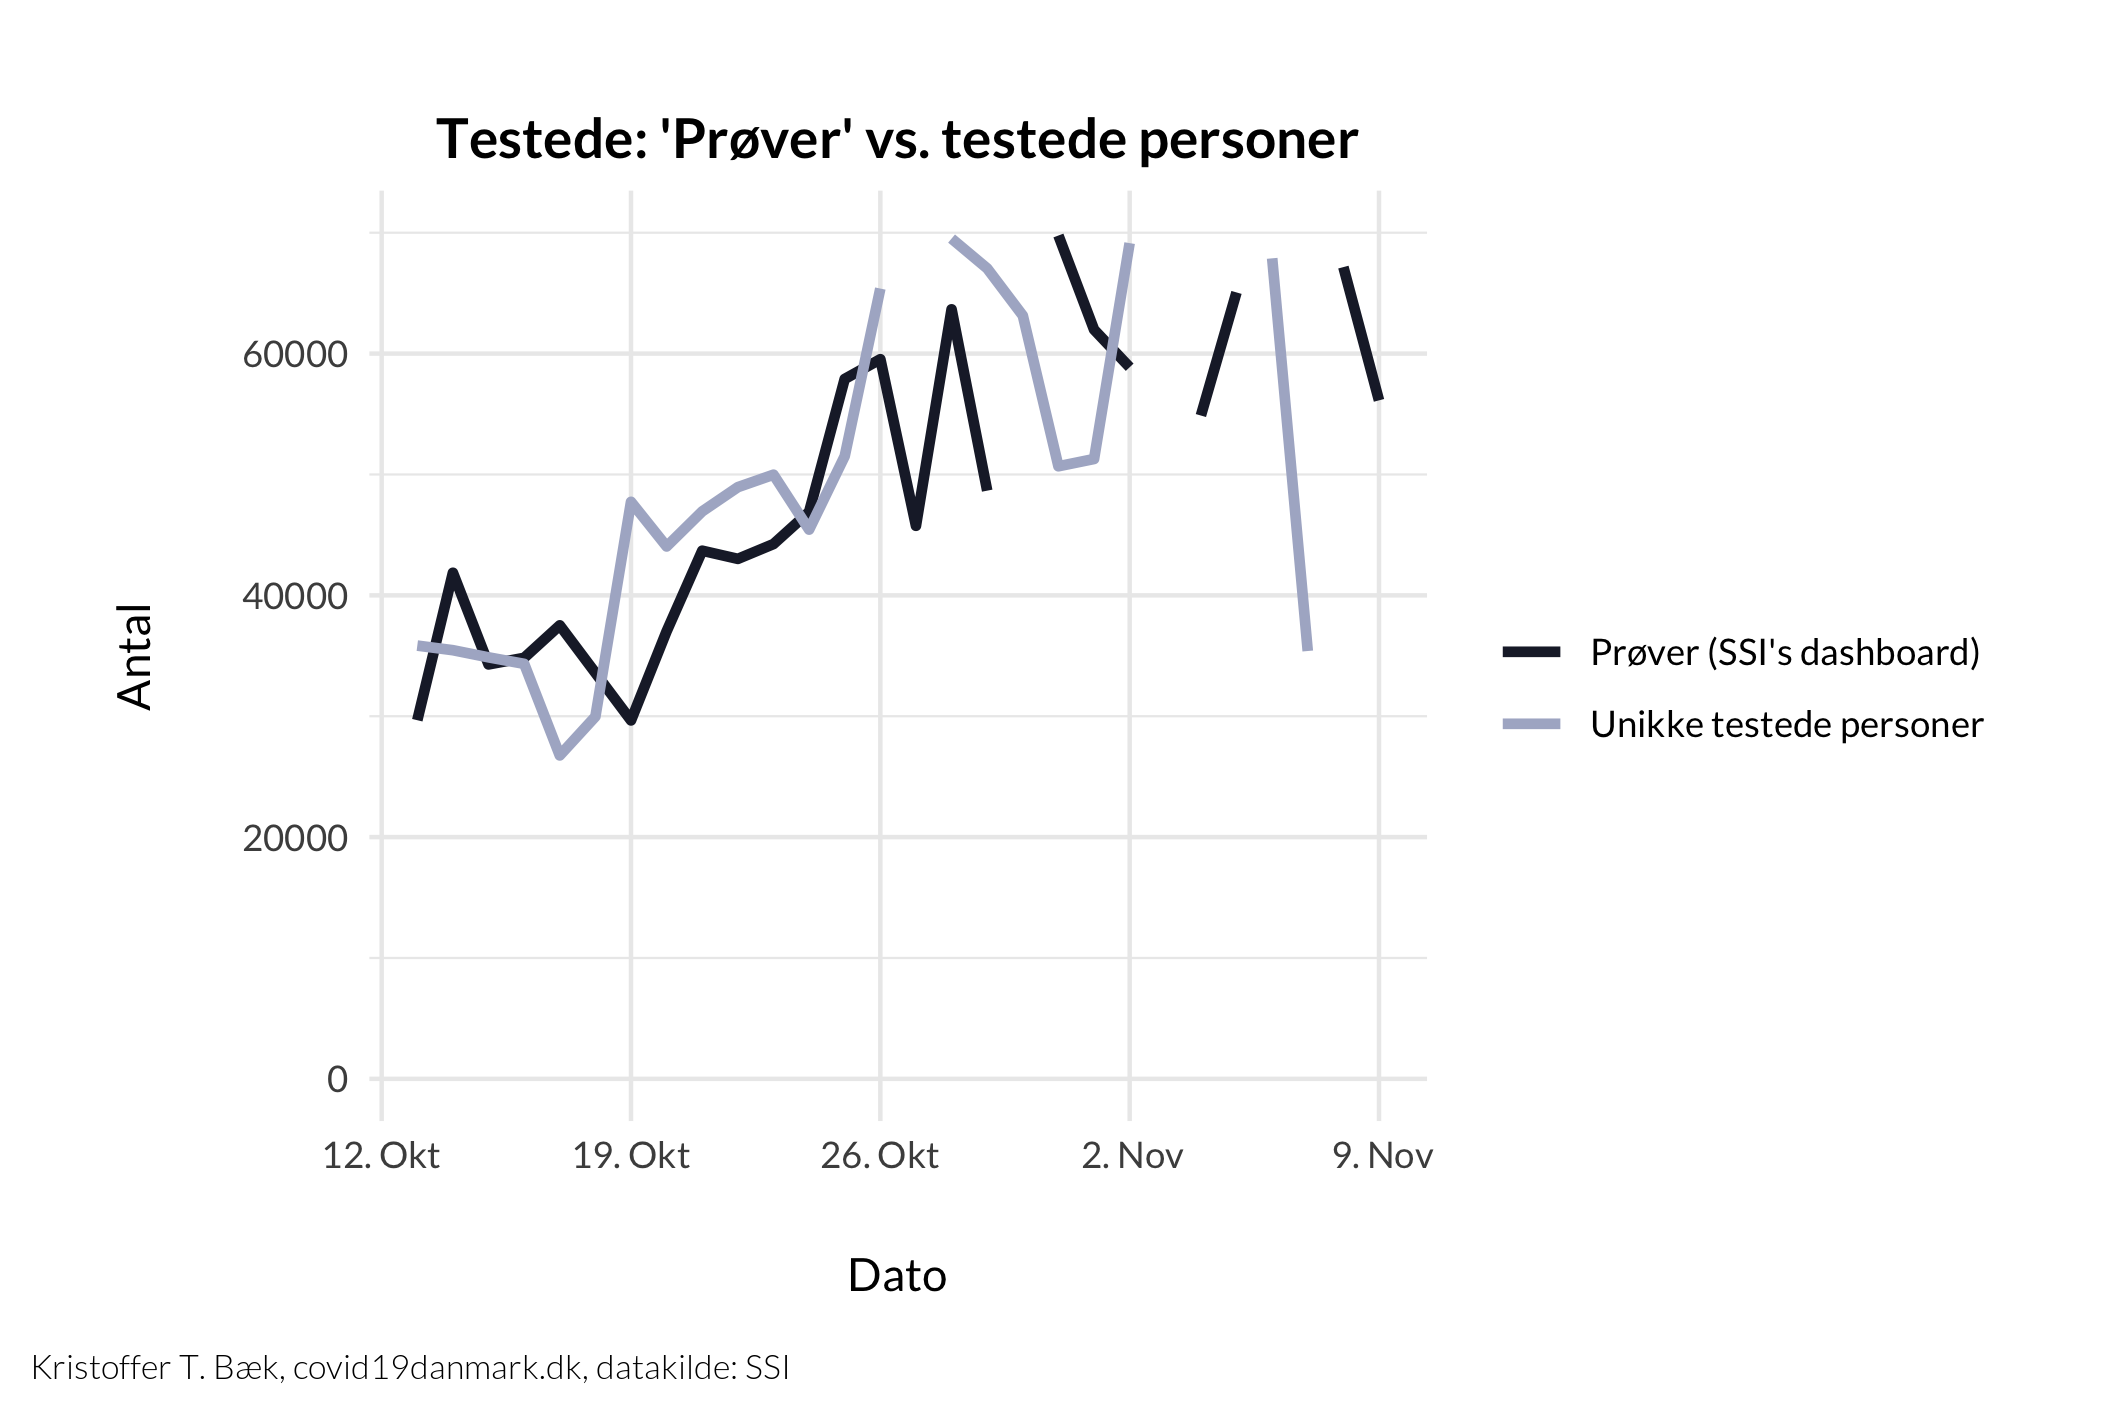 Testede: 'Prøver' vs. testede personer
Antal
60000
40000
20000
0
12. Okt
19. Okt
26. Okt
2. Nov
9. Nov
Dato
Prøver (SSI's dashboard)
Unikke testede personer
Kristoffer T. Bæk, covid19danmark.dk, datakilde: SSI